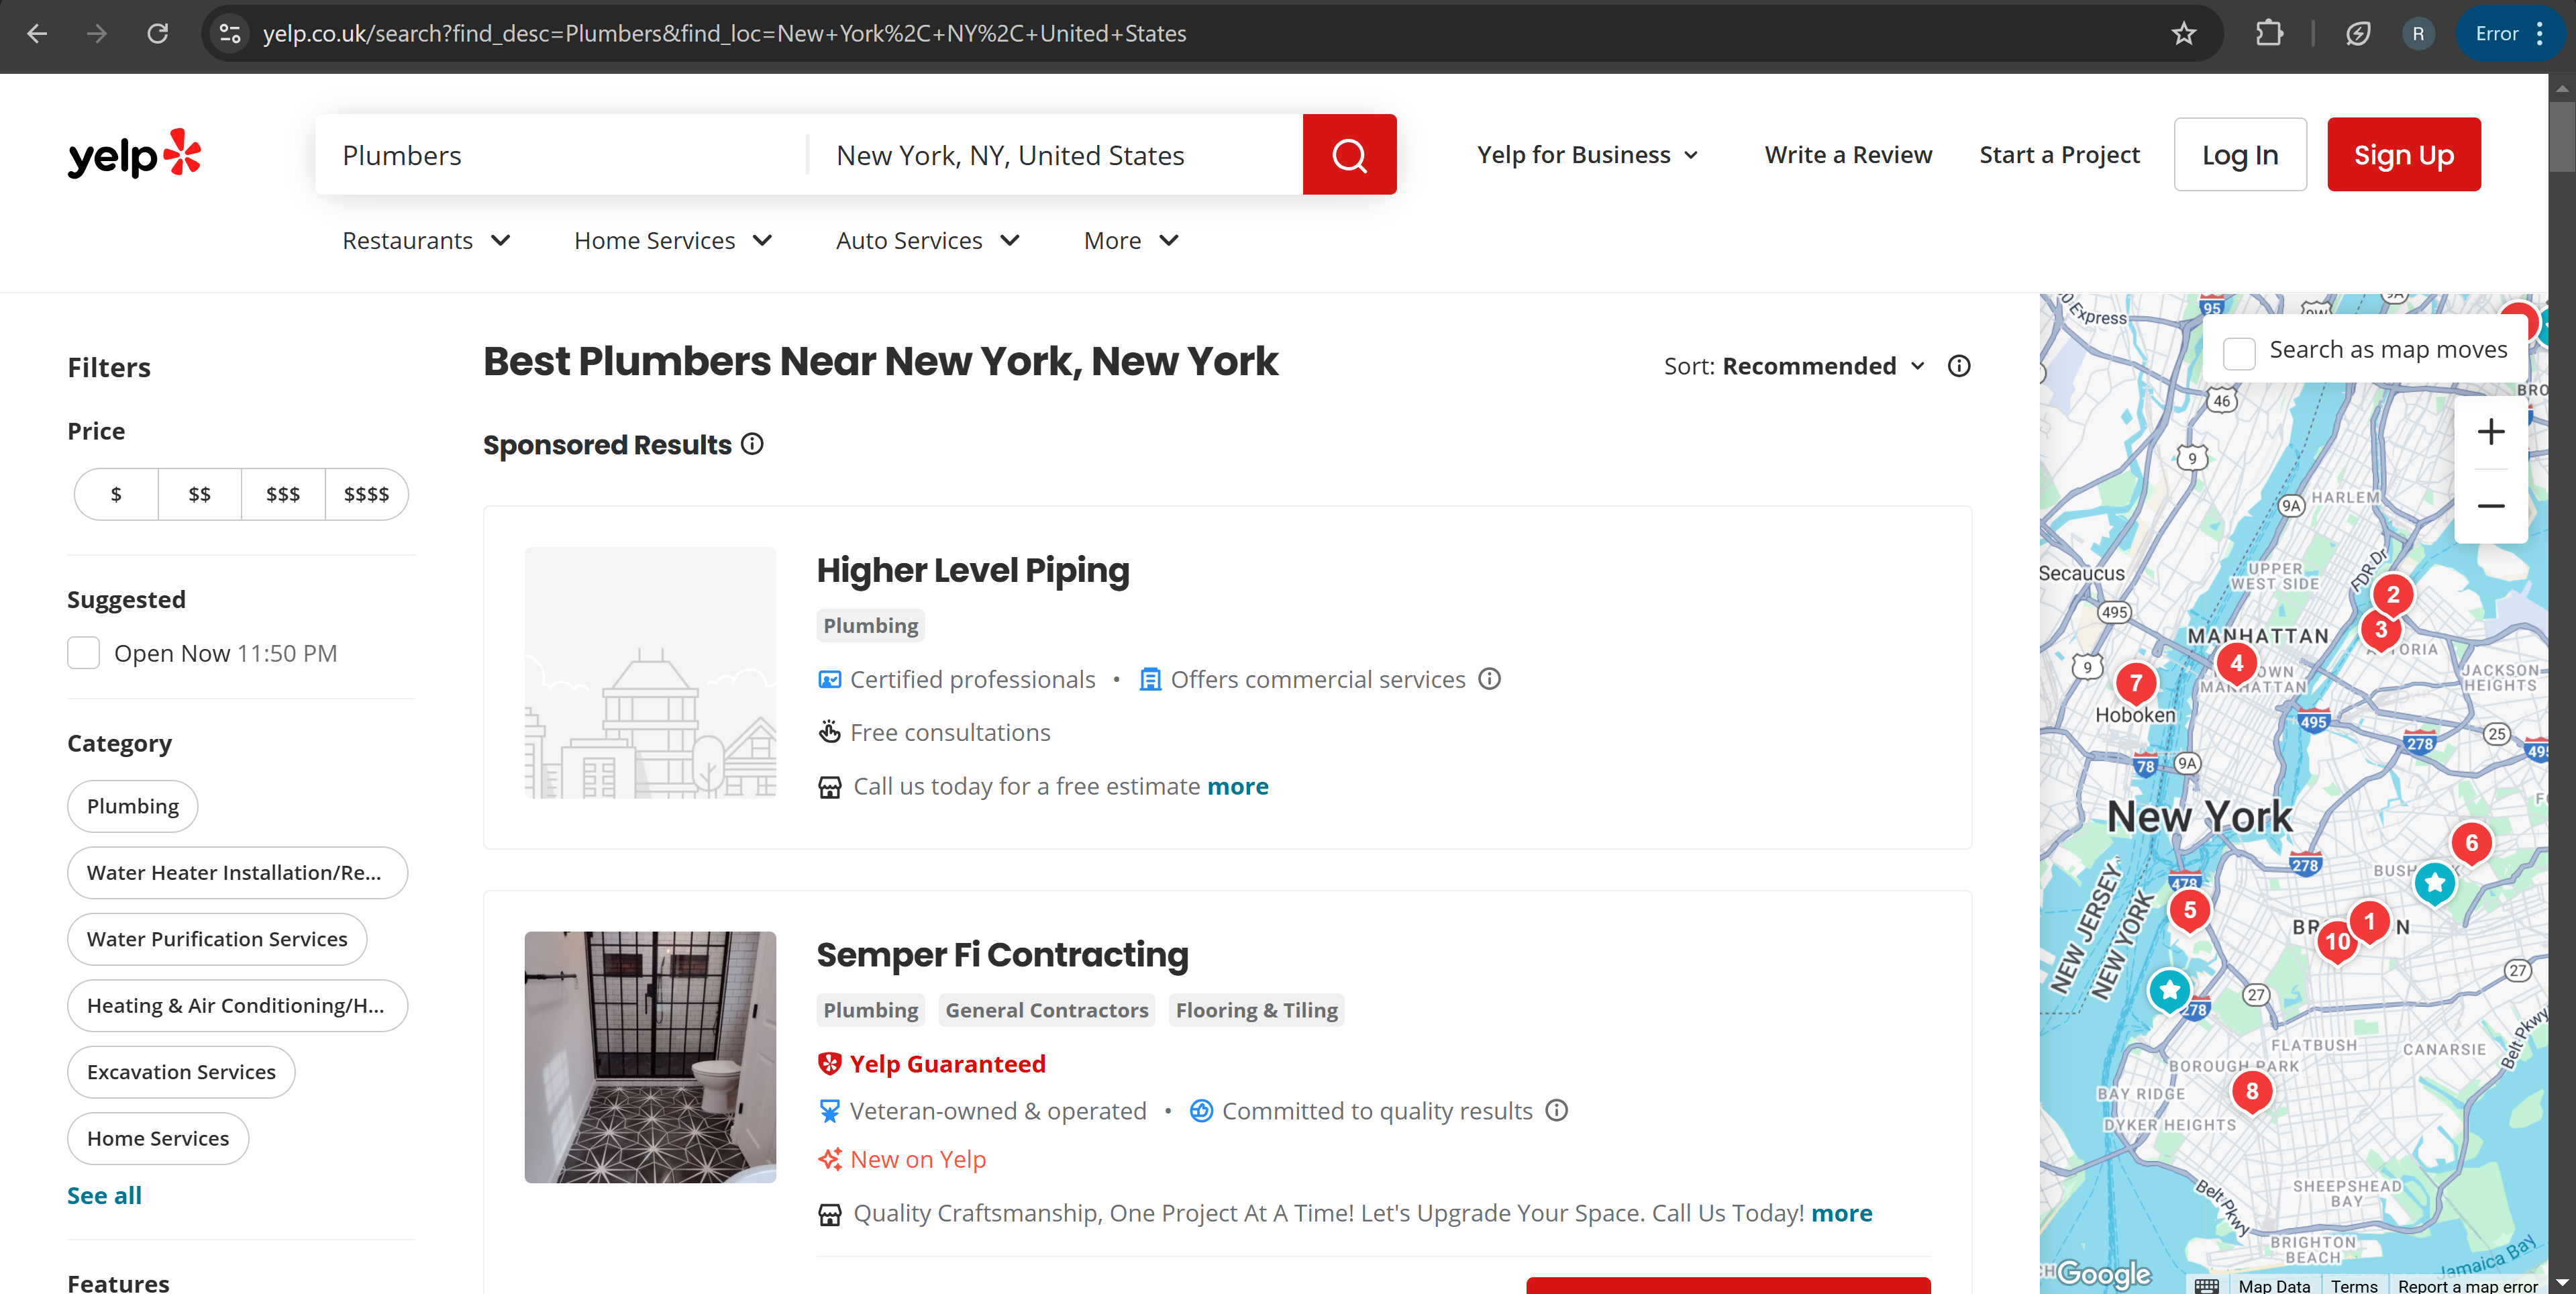 yelp.co.uk/search?find_desc=Plumbers&find_loc=New+York%2C+NY%2C+United+States
R
Error
yelp
Plumbers
New York, NY, United States
Yelp for Business
Write a Review
Start a Project
Log In
Sign Up
Restaurants
Home Services
Auto Services
More
Filters
Price
$
$$
$$$
$$$$
Suggested
Open Now 11:50 PM
Category
Plumbing
Water Heater Installation/Re...
Water Purification Services
Heating & Air Conditioning/H...
Excavation Services
Home Services
See all
Features
Best Plumbers Near New York, New York
Sort: Recommended
Sponsored Results
Higher Level Piping
Plumbing
Certified professionals • Offers commercial services
Free consultations
Call us today for a free estimate more
Semper Fi Contracting
Plumbing
General Contractors
Flooring & Tiling
Yelp Guaranteed
Veteran-owned & operated • Committed to quality results
New on Yelp
Quality Craftsmanship, One Project At A Time! Let's Upgrade Your Space. Call Us Today! more
Express
95
Search as map moves
46
9
HARLEM
9A
FDR Dr
Secaucus
UPPER
WEST SIDE
495
2
3
MANHATTAN
9
4
7
MANHATTAN
JACKSON
HEIGHTS
Hoboken
495
25
278
78
9A
New York
6
278
478
5
1
10
NEW JERSEY
NEW YORK
27
27
278
FLATBUSH
CANARSIE
Belt Pkwy
BOROUGH PARK
BAY RIDGE
8
DYKER HEIGHTS
Belt Pkwy
SHEEPSHEAD
BAY
BRIGHTON
BEACH
Jamaica Bay
Google
Map Data
Terms
Report a map error